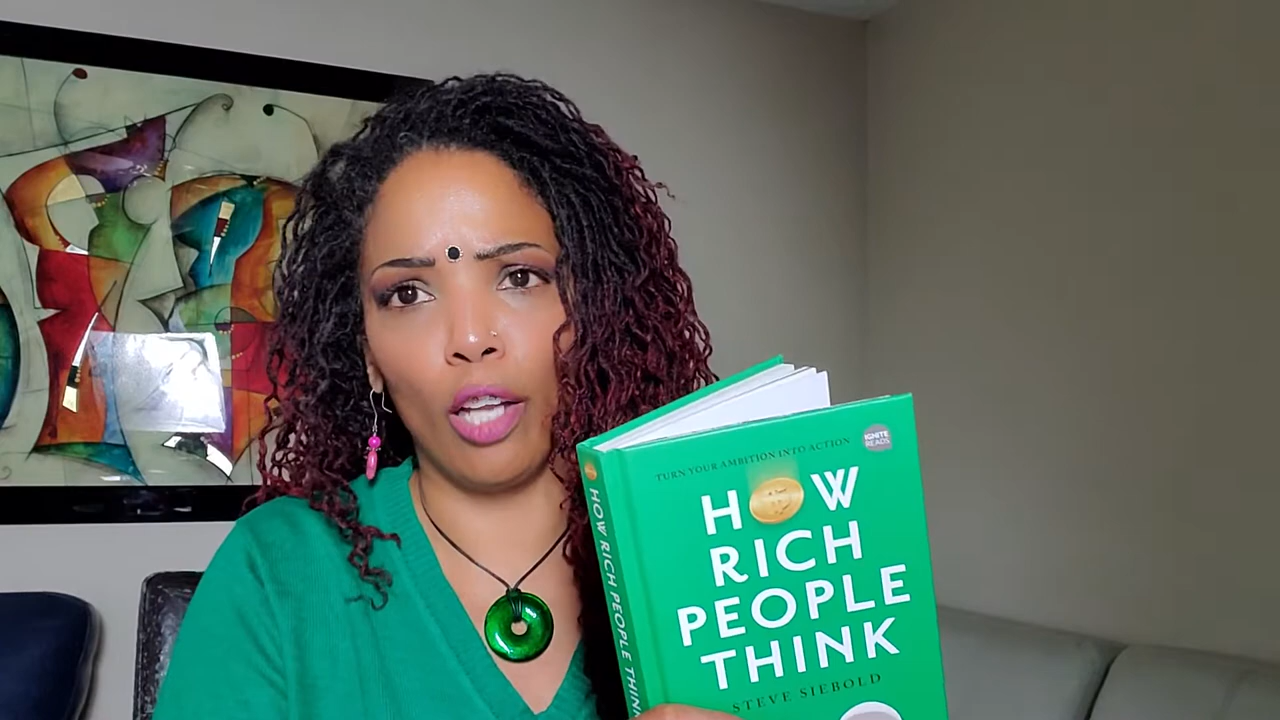 TURN YOUR AMBITION INTO ACTION
IGNITE
READS
HOW
RICH
PEOPLE
THINK
STEVE SIEBOLD
HOW RICH PEOPLE THINK